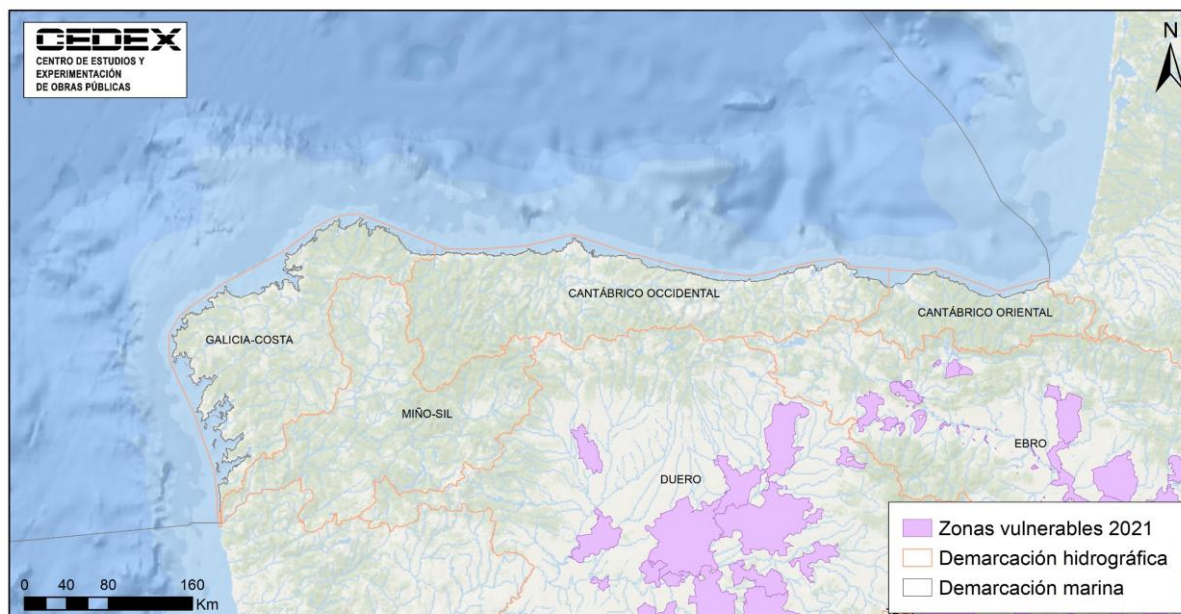 CEDEX
CENTRO DE ESTUDIOS Y
EXPERIMENTACIÓN
DE OBRAS PÚBLICAS
N
CANTÁBRICO OCCIDENTAL
CANTÁBRICO ORIENTAL
GALICIA-COSTA
MIÑO-SIL
EBRO
DUERO
Zonas vulnerables 2021
Demarcación hidrográfica
Demarcación marina
0 40 80 160
Km